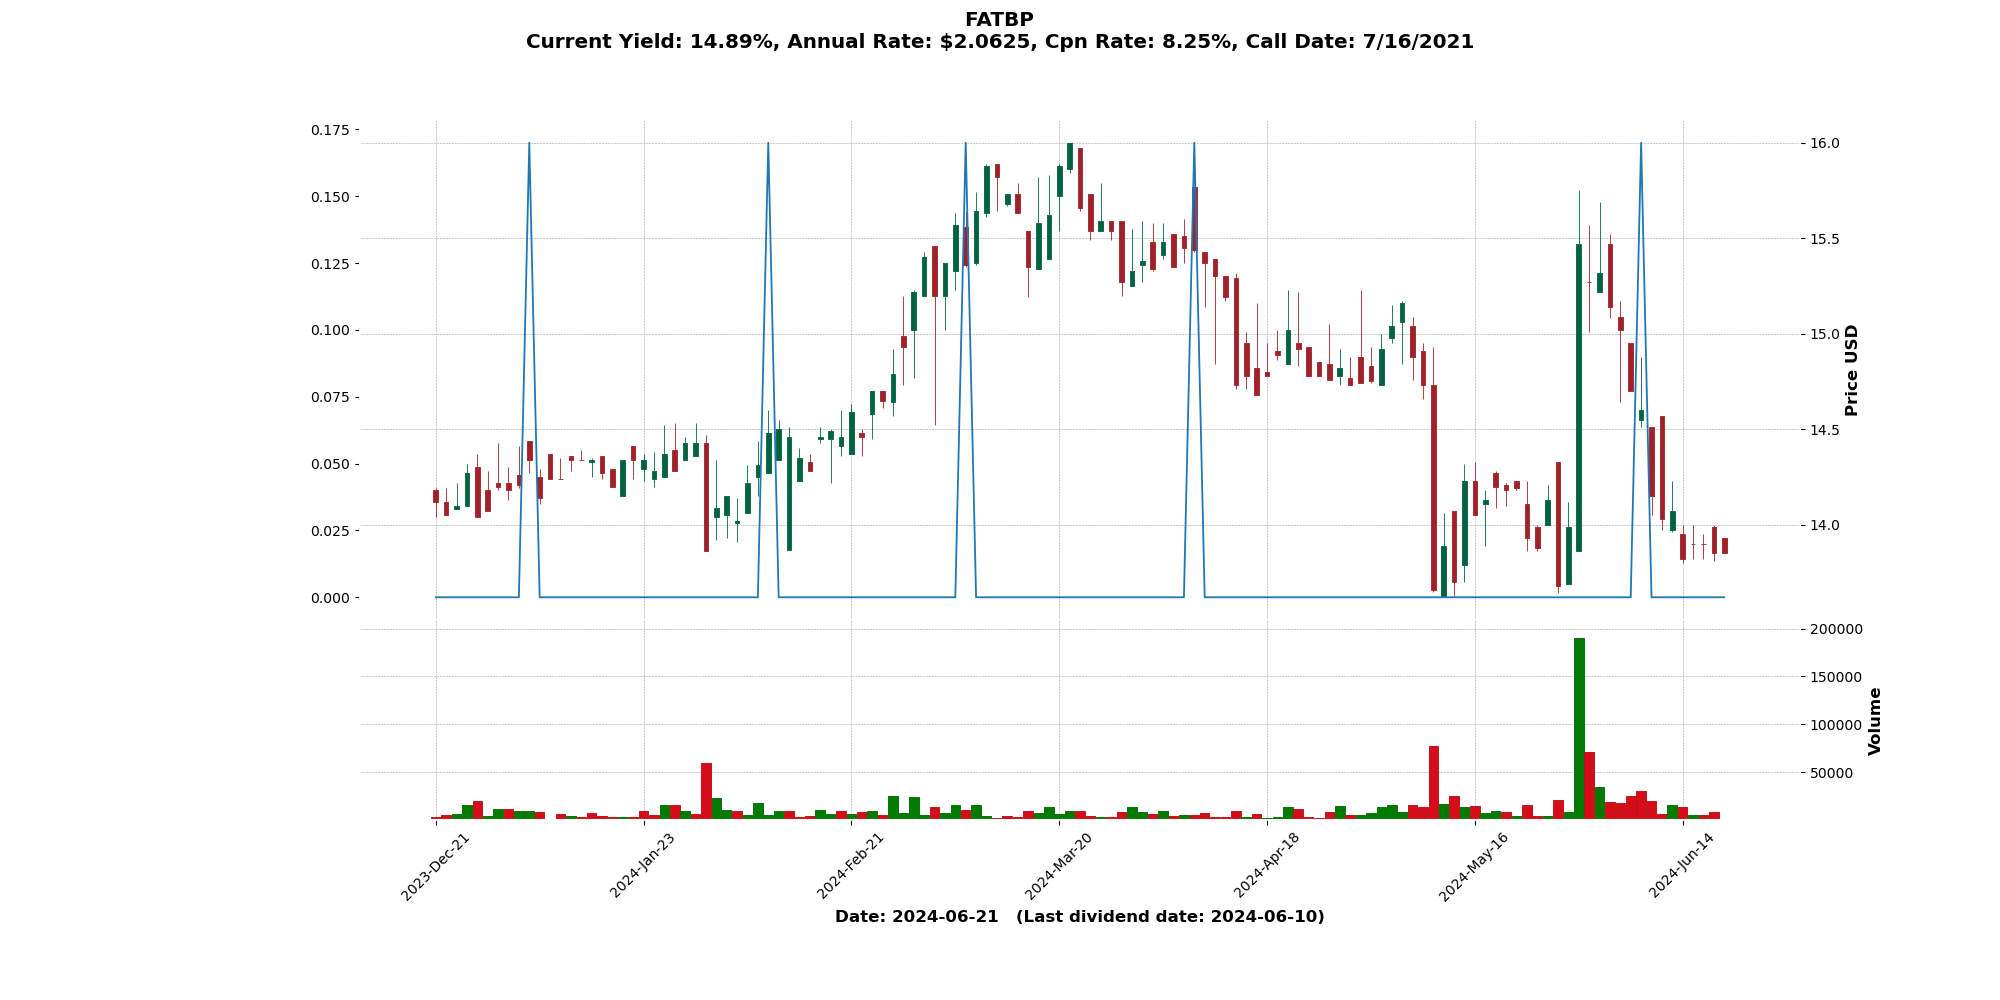 FATBP
Current Yield: 14.89%, Annual Rate: $2.0625, Cpn Rate: 8.25%, Call Date: 7/16/2021
0.175
0.150
0.125
0.100
0.075
0.050
0.025
0.000
16.0
15.5
15.0
14.5
14.0
Price USD
200000
150000
100000
50000
Volume
2023-Dec-21
2024-Jan-23
2024-Feb-21
2024-Mar-20
2024-Apr-18
2024-May-16
2024-Jun-14
Date: 2024-06-21   (Last dividend date: 2024-06-10)